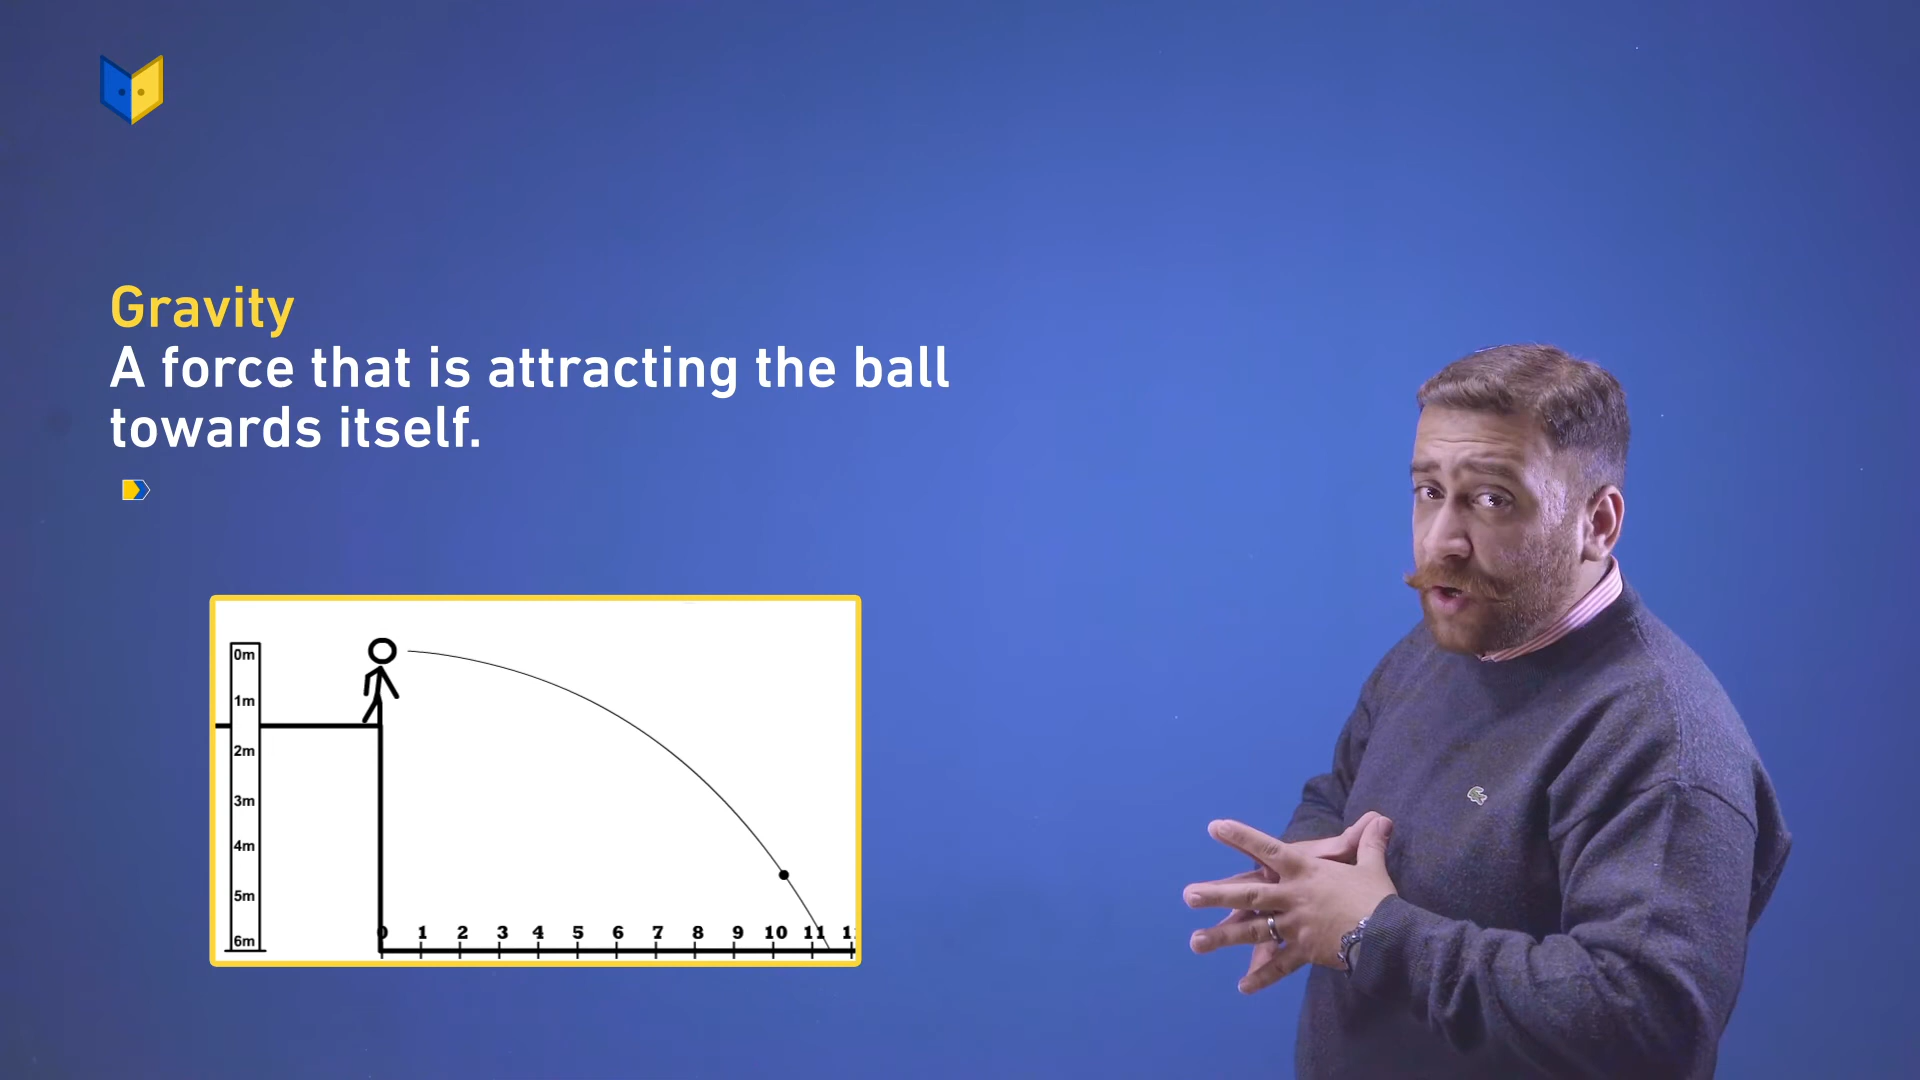 Gravity
A force that is attracting the ball
towards itself.
0m
1m
2m
3m
4m
5m
6m
0 1 2 3 4 5 6 7 8 9 10 11